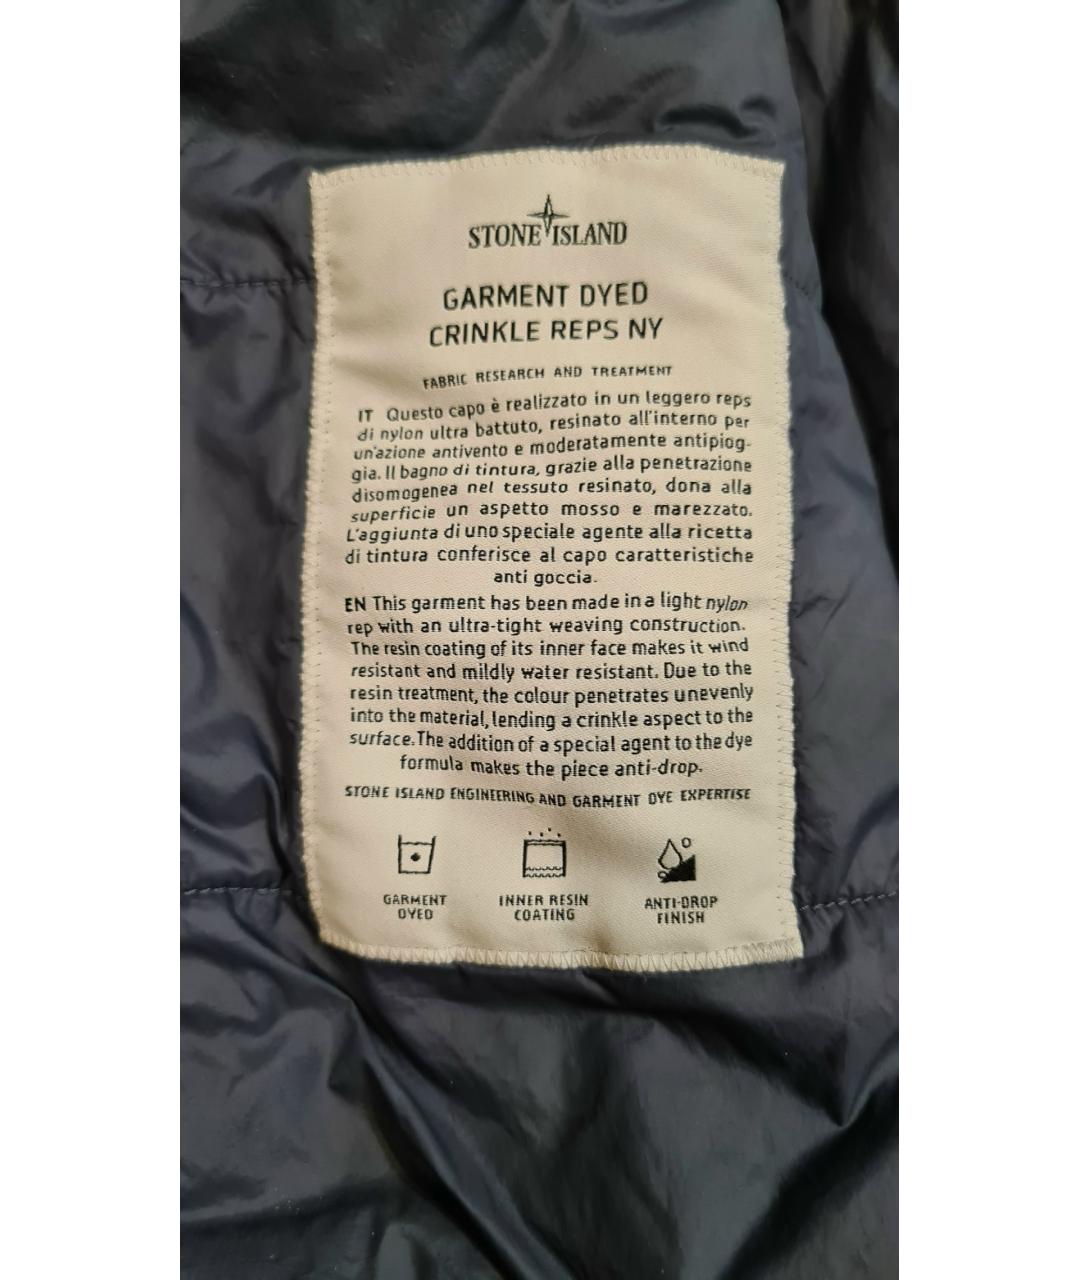 STONE ISLAND
GARMENT DYED
CRINKLE REPS NY
FABRIC RESEARCH AND TREATMENT
IT Questo capo è realizzato in un leggero reps
di nylon ultra battuto, resinato all'interno per
un'azione antivento e moderatamente antipiog-
gia. Il bagno di tintura, grazie alla penetrazione
disomogenea nel tessuto resinato, dona alla
superficie un aspetto mosso e marezzato.
L'aggiunta di uno speciale agente alla ricetta
di tintura conferisce al capo caratteristiche
anti goccia.
EN This garment has been made in a light nylon
rep with an ultra-tight weaving construction.
The resin coating of its inner face makes it wind
resistant and mildly water resistant. Due to the
resin treatment, the colour penetrates unevenly
into the material, lending a crinkle aspect to the
surface. The addition of a special agent to the dye
formula makes the piece anti-drop.
STONE ISLAND ENGINEERING AND GARMENT DYE EXPERTISE
GARMENT DYED
INNER RESIN COATING
ANTI-DROP FINISH